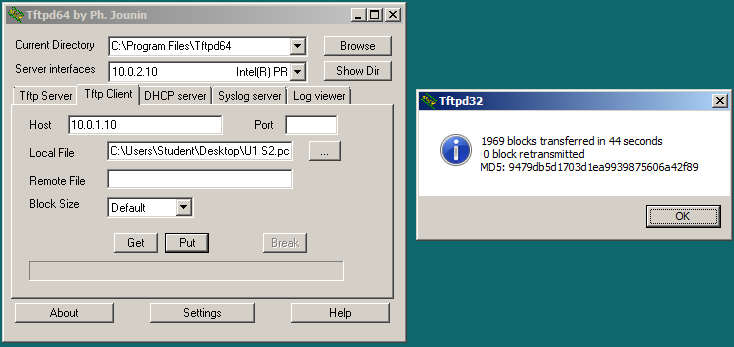 Tftpd64 by Ph. Jounin
Current Directory C:\Program Files\Tftpd64 Browse
Server interfaces 10.0.2.10 Intel(R) PR Show Dir
Tftp Server Tftp Client DHCP server Syslog server Log viewer
Host 10.0.1.10 Port
Local File C:\Users\Student\Desktop\U1 S2.pc ...
Remote File
Block Size Default
Get Put Break
About Settings Help
Tftpd32
1969 blocks transferred in 44 seconds
0 block retransmitted
MD5: 9479db5d1703d1ea9939875606a42f89
OK